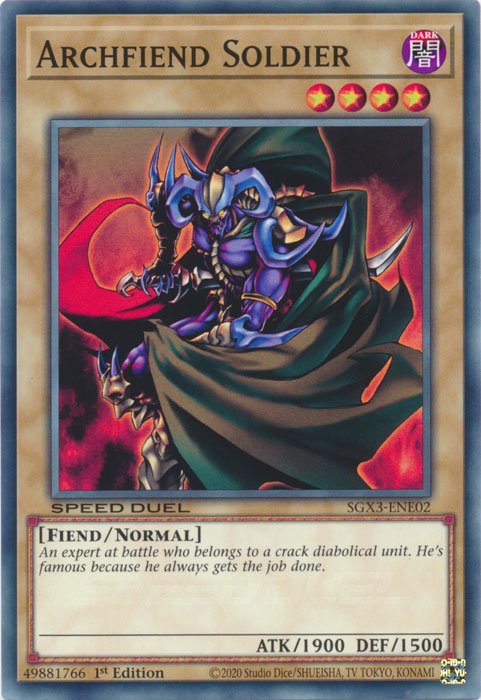 ARCHFIEND SOLDIER
DARK
闇
SPEED DUEL
SGX3-ENE02
[FIEND/NORMAL]
An expert at battle who belongs to a crack diabolical unit. He's
famous because he always gets the job done.
ATK/1900 DEF/1500
49881766 1st Edition
©2020 Studio Dice/SHUEISHA, TV TOKYO, KONAMI